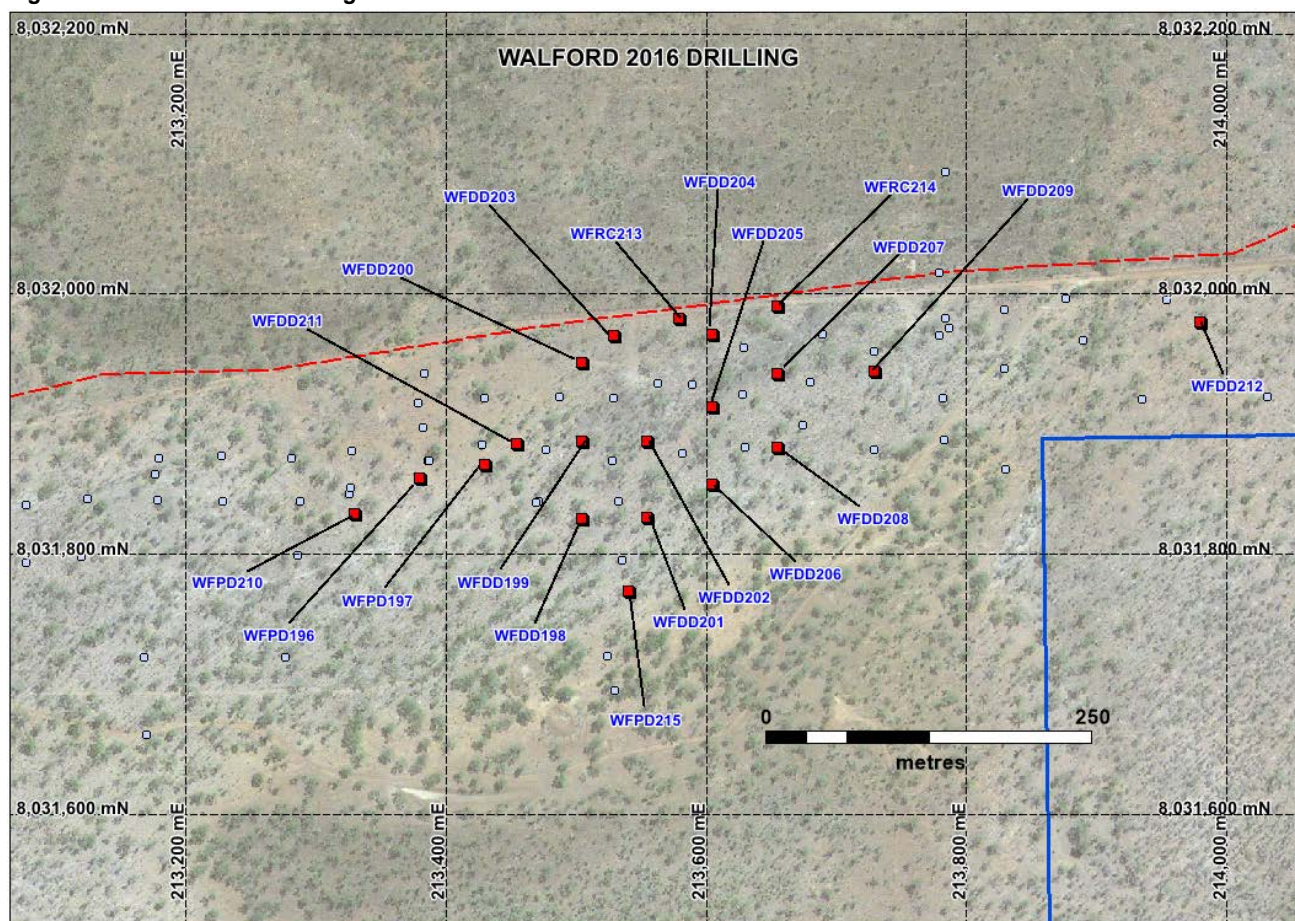 8,032,200 mN
8,032,200 mN
WALFORD 2016 DRILLING
213,200 mE
214,000 mE
WFDD204
WFRC214
WFDD203
WFDD209
WFRC213
WFDD205
WFDD207
WFDD200
8,032,000 mN
8,032,000 mN
WFDD211
WFDD212
WFDD208
8,031,800 mN
8,031,800 mN
WFPD210
WFDD199
WFDD206
WFPD197
WFDD202
WFDD201
WFPD196
WFDD198
WFPD215
0 250
metres
8,031,600 mN
8,031,600 mN
213,200 mE
213,400 mE
213,600 mE
213,800 mE
214,000 mE